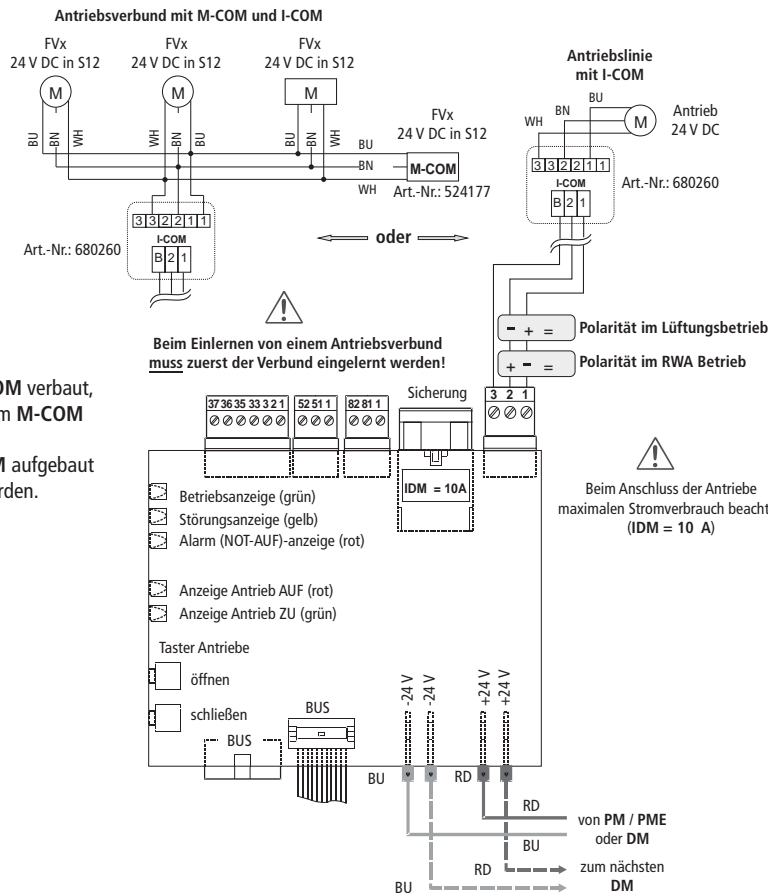 Antriebsverbund mit M-COM und I-COM
FVx
24 V DC in S12
FVx
24 V DC in S12
FVx
24 V DC in S12
M
M
M
BU
BN
WH
WH
BN
BU
BU
BN
WH
BU
BN
WH
FVx
24 V DC in S12
M-COM
Art.-Nr.: 524177
3 3 2 2 1 1
I-COM
B 2 1
Art.-Nr.: 680260
oder
Antriebslinie
mit I-COM
BU
BN
WH
M
Antrieb
24 V DC
3 3 2 2 1 1
I-COM
B 2 1
Art.-Nr.: 680260
- + = Polarität im Lüftungsbetrieb
+ - = Polarität im RWA Betrieb
Beim Einlernen von einem Antriebsverbund
muss zuerst der Verbund eingelernt werden!
OM verbaut,
m M-COM
M aufgebaut
rden.
37 36 35 33 3 2 1
52 51 1
82 81 1
Sicherung
3 2 1
IDM = 10A
Beim Anschluss der Antriebe
maximalen Stromverbrauch beacht
(IDM = 10 A)
Betriebsanzeige (grün)
Störungsanzeige (gelb)
Alarm (NOT-AUF)-anzeige (rot)
Anzeige Antrieb AUF (rot)
Anzeige Antrieb ZU (grün)
Taster Antriebe
öffnen
schließen
BUS
BUS
-24 V
-24 V
+24 V
+24 V
BU
RD
RD
BU
von PM / PME
oder DM
RD
BU
zum nächsten
DM